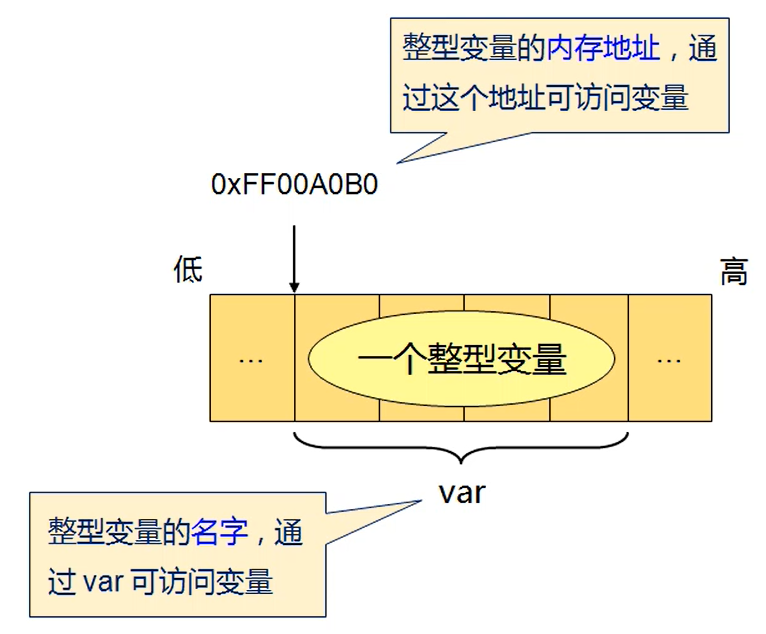 整型变量的内存地址，通
过这个地址可访问变量
0xFF00A0B0
低
高
...
一个整型变量
...
var
整型变量的名字，通
过 var 可访问变量